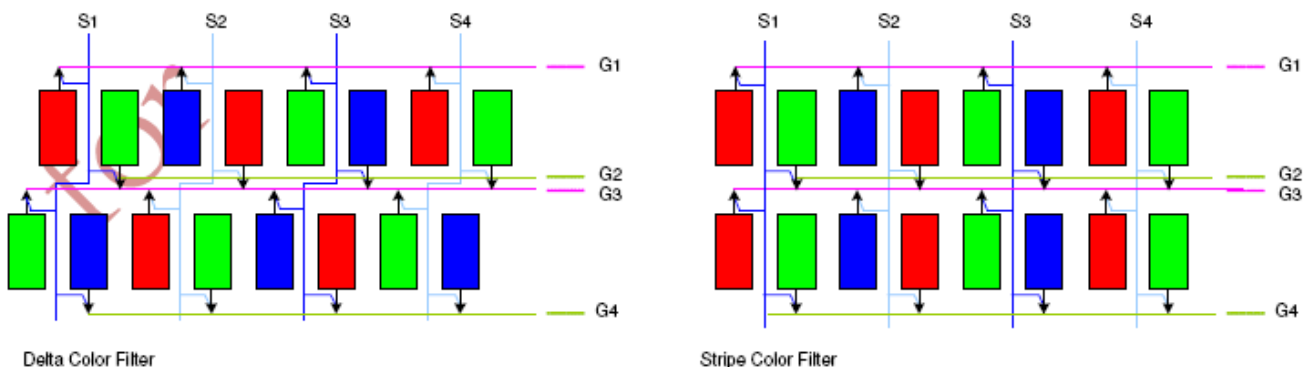 S1 S2 S3 S4
G1
G2
G3
G4
for
Delta Color Filter
S1 S2 S3 S4
G1
G2
G3
G4
Stripe Color Filter